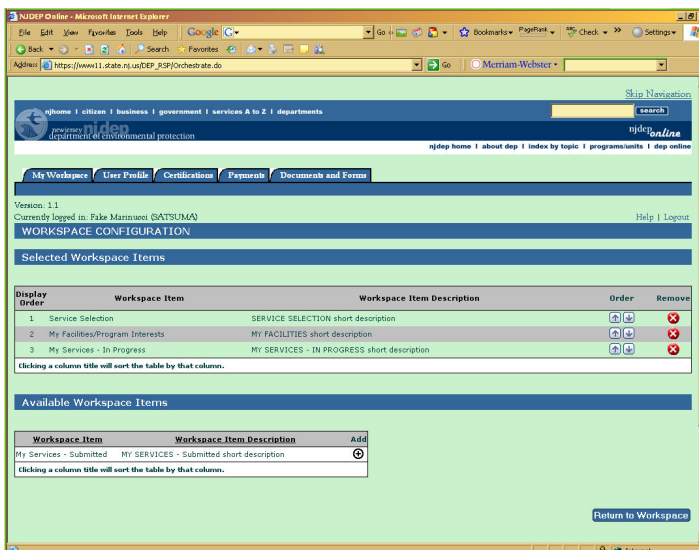 NJDEP Online - Microsoft Internet Explorer
File Edit View Favorites Tools Help Google G Go Bookmarks PageRank Check Settings
Back Search Favorites
Address https://www11.state.nj.us/DEP_RSP/Orchestrate.do Go Merriam-Webster
Skip Navigation
njhome | citizen | business | government | services A to Z | departments search
newjersey njdep
department of environmental protection njdep online
njdep home | about dep | index by topic | programs/units | dep online
My Workspace User Profile Certifications Payments Documents and Forms
Version: 1.1
Currently logged in: Fake Marinucci (SATSUMA) Help | Logout
WORKSPACE CONFIGURATION
Selected Workspace Items
Display Order Workspace Item Workspace Item Description Order Remove
1 Service Selection SERVICE SELECTION short description
2 My Facilities/Program Interests MY FACILITIES short description
3 My Services - In Progress MY SERVICES - IN PROGRESS short description
Clicking a column title will sort the table by that column.
Available Workspace Items
Workspace Item Workspace Item Description Add
My Services - Submitted MY SERVICES - Submitted short description
Clicking a column title will sort the table by that column.
Return to Workspace